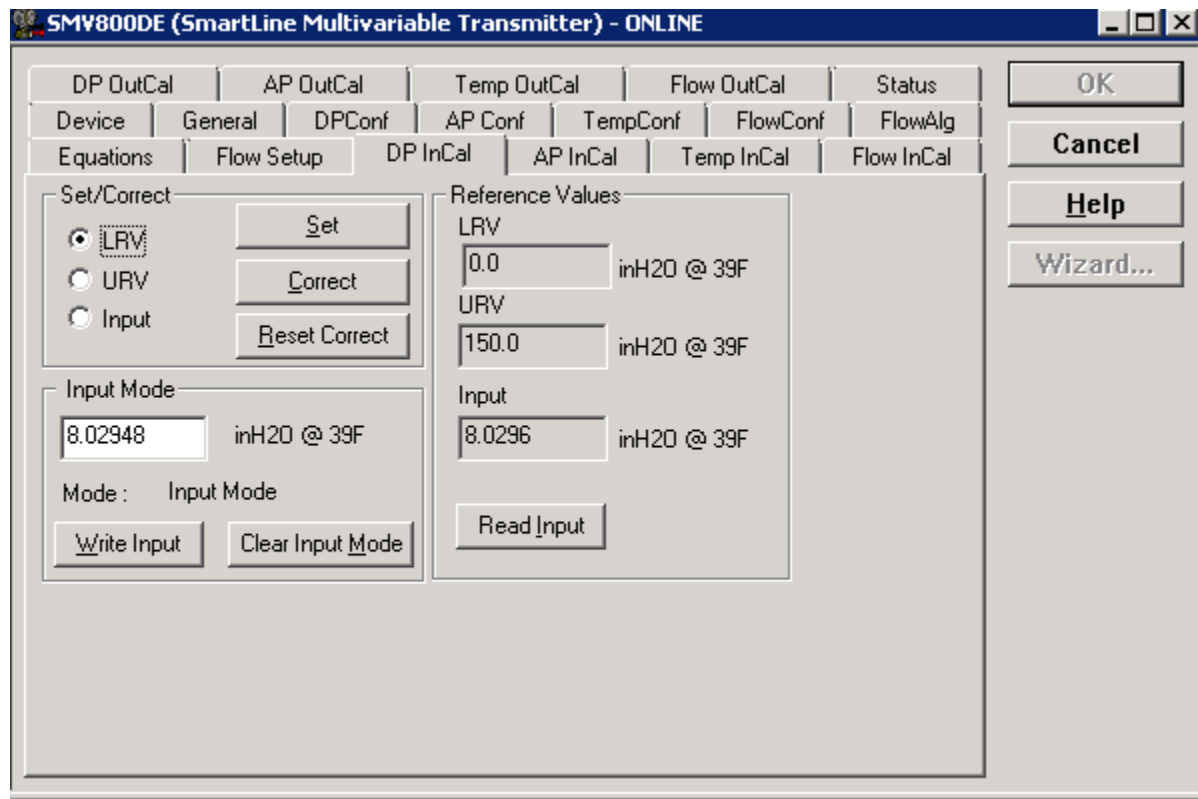 SMV800DE (SmartLine Multivariable Transmitter) - ONLINE
DP OutCal AP OutCal Temp OutCal Flow OutCal Status
Device General DPConf AP Conf TempConf FlowConf FlowAlg
Equations Flow Setup DP InCal AP InCal Temp InCal Flow InCal
OK
Cancel
Help
Wizard...
Set/Correct
LRV
URV
Input
Set
Correct
Reset Correct
Input Mode
8.02948 inH2O @ 39F
Mode : Input Mode
Write Input Clear Input Mode
Reference Values
LRV
0.0 inH2O @ 39F
URV
150.0 inH2O @ 39F
Input
8.0296 inH2O @ 39F
Read Input